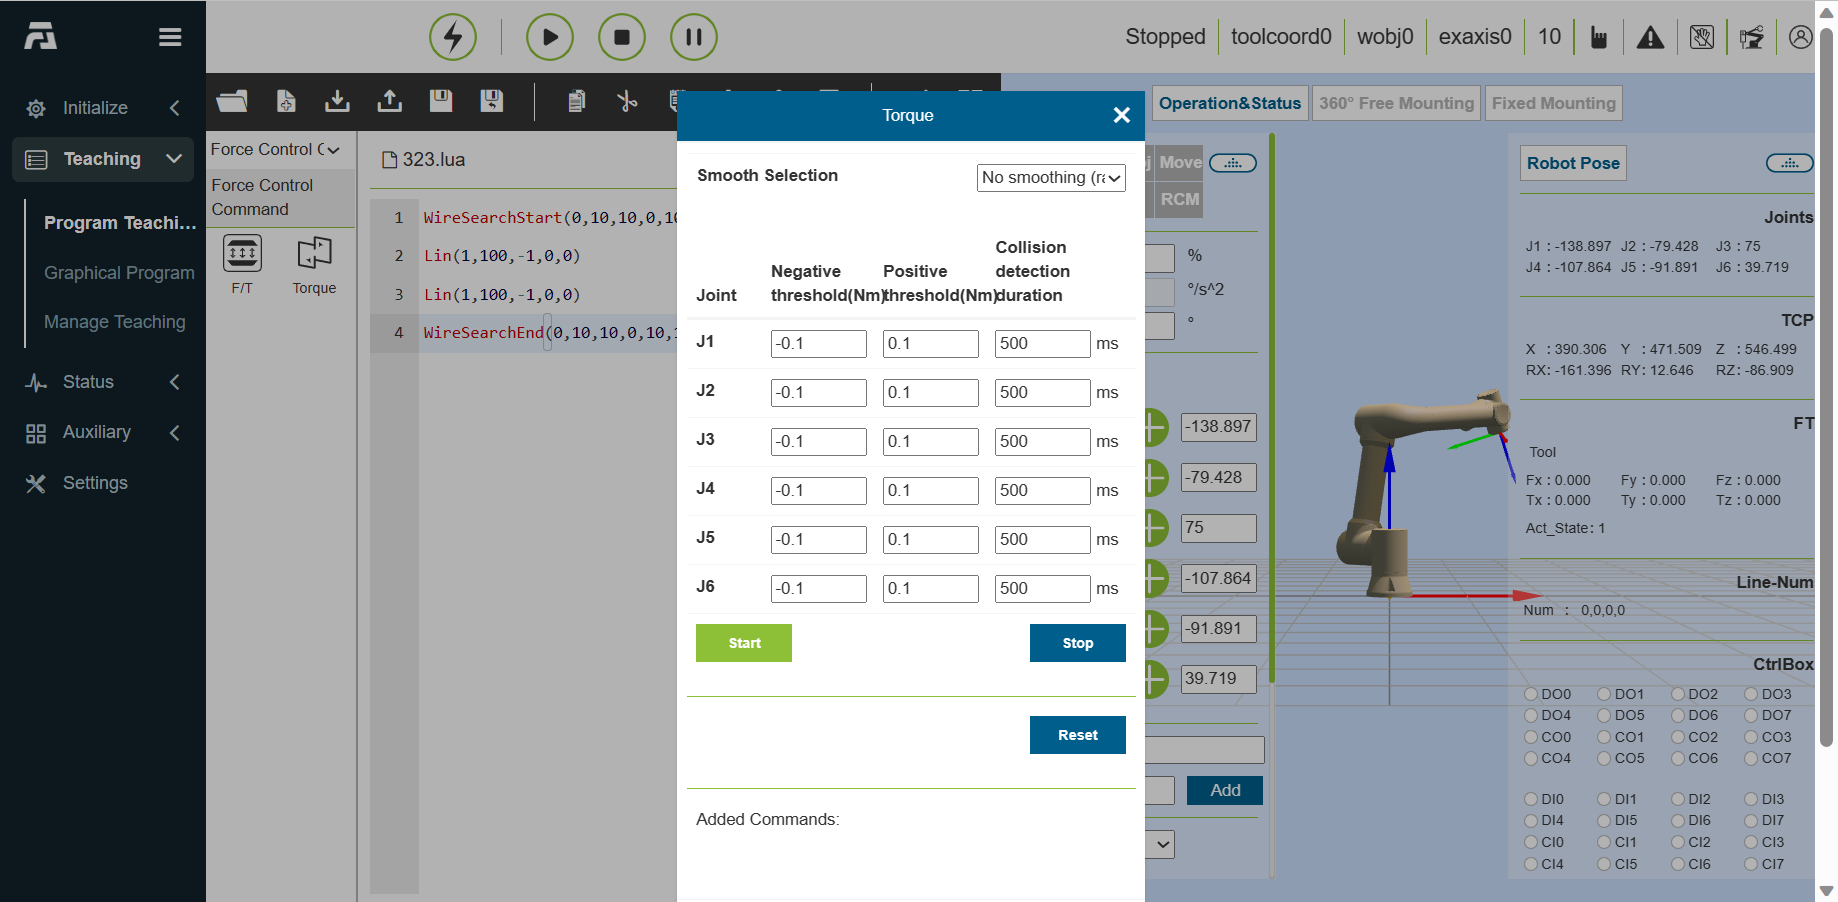 Stopped
toolcoord0
wobj0
exaxis0
10
Initialize
Teaching
Program Teachi...
Graphical Program
Manage Teaching
Status
Auxiliary
Settings
Force Control C
Force Control
Command
F/T
Torque
323.lua
1 WireSearchStart(0,10,10,0,10
2 Lin(1,100,-1,0,0)
3 Lin(1,100,-1,0,0)
4 WireSearchEnd(0,10,10,0,10,1
Torque
Smooth Selection
No smoothing (ra
Joint
Negative threshold(Nm)
Positive threshold(Nm)
Collision detection duration
J1 -0.1 0.1 500 ms
J2 -0.1 0.1 500 ms
J3 -0.1 0.1 500 ms
J4 -0.1 0.1 500 ms
J5 -0.1 0.1 500 ms
J6 -0.1 0.1 500 ms
Start
Stop
Reset
Added Commands:
Operation&Status
360° Free Mounting
Fixed Mounting
Move
RCM
%
°/s^2
°
-138.897
-79.428
75
-107.864
-91.891
39.719
Add
Robot Pose
Joints
J1 : -138.897 J2 : -79.428 J3 : 75
J4 : -107.864 J5 : -91.891 J6 : 39.719
TCP
X : 390.306 Y : 471.509 Z : 546.499
RX: -161.396 RY: 12.646 RZ: -86.909
FT
Tool
Fx : 0.000 Fy : 0.000 Fz : 0.000
Tx : 0.000 Ty : 0.000 Tz : 0.000
Act_State: 1
Line-Num
Num : 0,0,0,0
CtrlBox
DO0 DO1 DO2 DO3
DO4 DO5 DO6 DO7
CO0 CO1 CO2 CO3
CO4 CO5 CO6 CO7
DI0 DI1 DI2 DI3
DI4 DI5 DI6 DI7
CI0 CI1 CI2 CI3
CI4 CI5 CI6 CI7